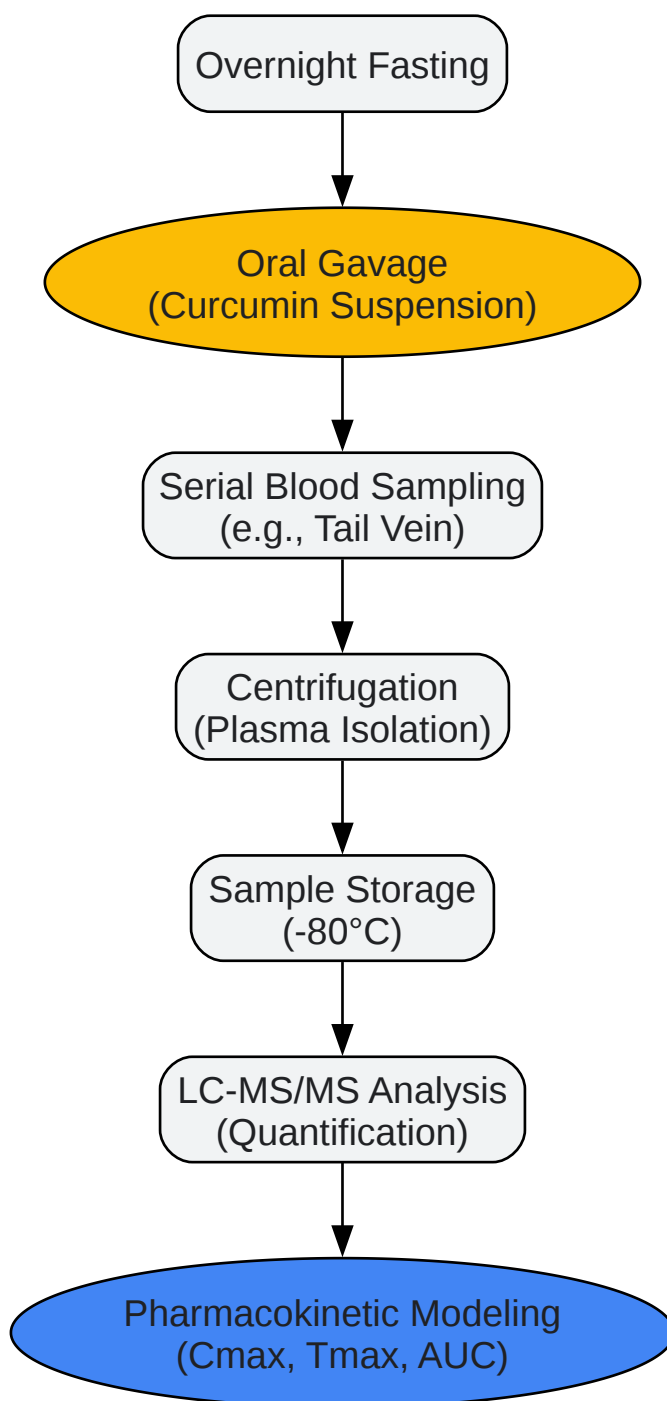 Overnight Fasting
Oral Gavage
(Curcumin Suspension)
Serial Blood Sampling
(e.g., Tail Vein)
Centrifugation
(Plasma Isolation)
Sample Storage
(-80°C)
LC-MS/MS Analysis
(Quantification)
Pharmacokinetic Modeling
(Cmax, Tmax, AUC)